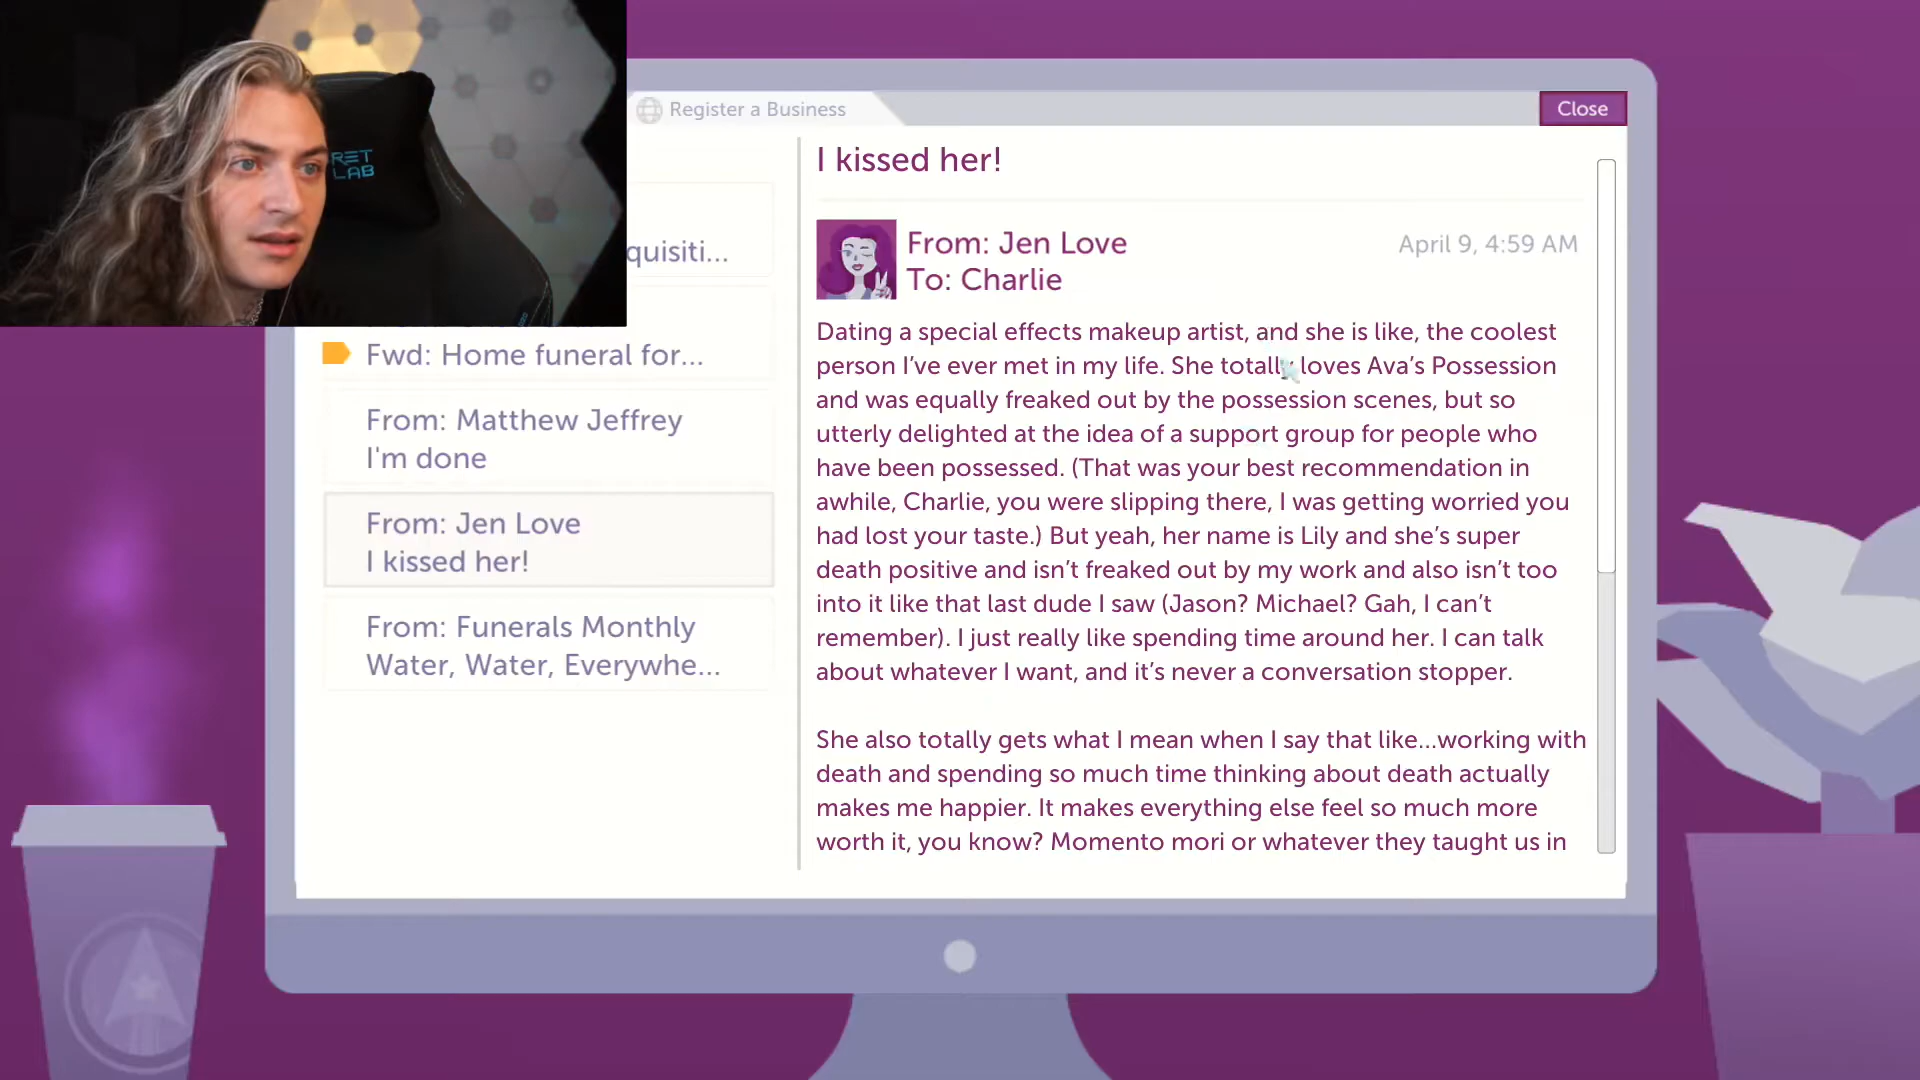 RET
LAB
Register a Business
Close
quisiti...
Fwd: Home funeral for...
From: Matthew Jeffrey
I'm done
From: Jen Love
I kissed her!
From: Funerals Monthly
Water, Water, Everywhe...
I kissed her!
From: Jen Love
To: Charlie
April 9, 4:59 AM
Dating a special effects makeup artist, and she is like, the coolest
person I've ever met in my life. She totally loves Ava's Possession
and was equally freaked out by the possession scenes, but so
utterly delighted at the idea of a support group for people who
have been possessed. (That was your best recommendation in
awhile, Charlie, you were slipping there, I was getting worried you
had lost your taste.) But yeah, her name is Lily and she's super
death positive and isn't freaked out by my work and also isn't too
into it like that last dude I saw (Jason? Michael? Gah, I can't
remember). I just really like spending time around her. I can talk
about whatever I want, and it's never a conversation stopper.
She also totally gets what I mean when I say that like...working with
death and spending so much time thinking about death actually
makes me happier. It makes everything else feel so much more
worth it, you know? Momento mori or whatever they taught us in